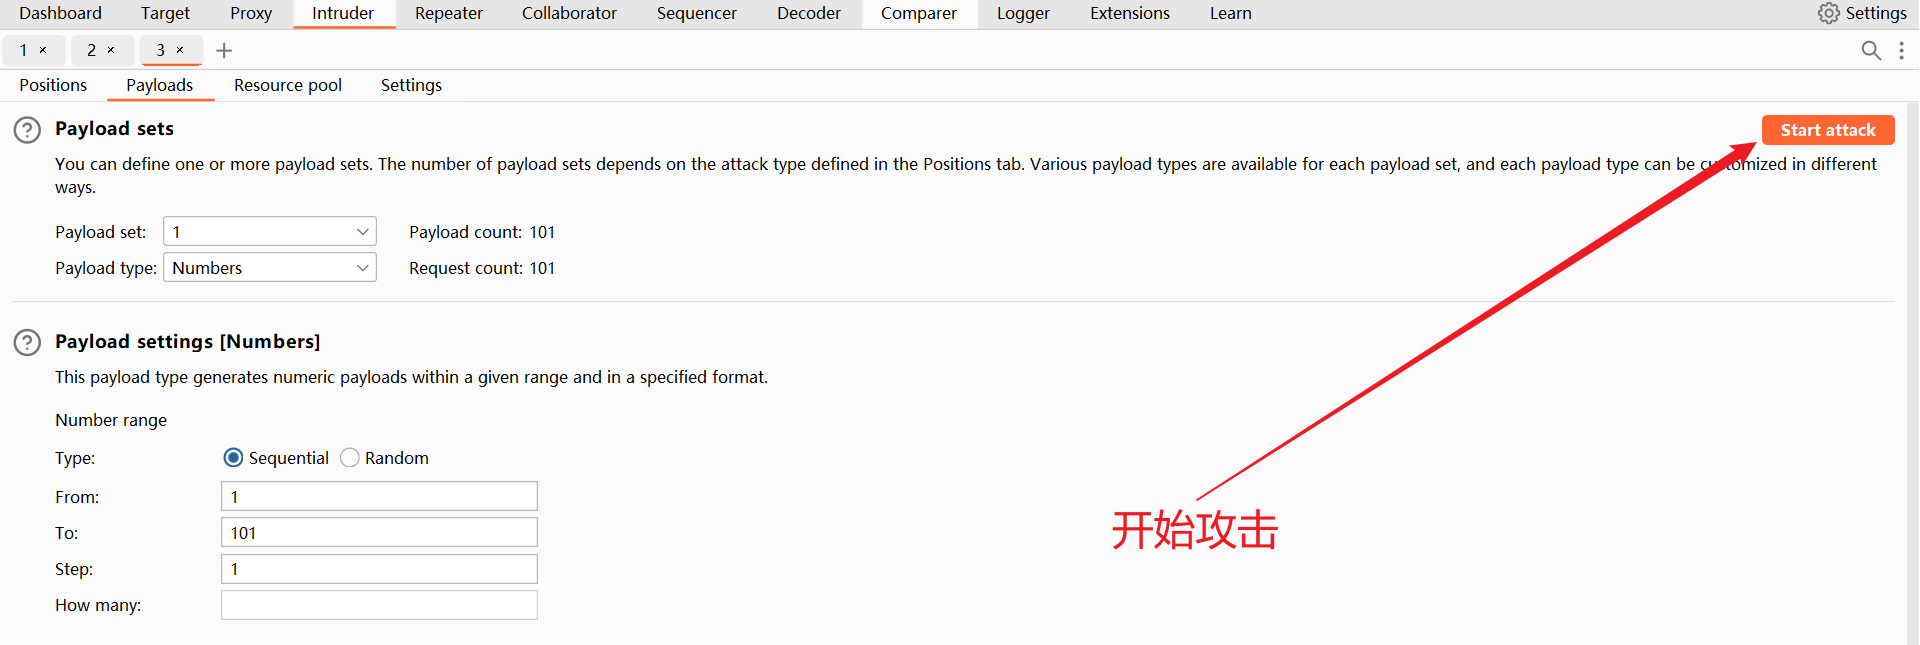 Dashboard Target Proxy Intruder Repeater Collaborator Sequencer Decoder Comparer Logger Extensions Learn Settings
1 × 2 × 3 × +
Positions Payloads Resource pool Settings
? Payload sets Start attack
You can define one or more payload sets. The number of payload sets depends on the attack type defined in the Positions tab. Various payload types are available for each payload set, and each payload type can be customized in different
ways.
Payload set: 1 Payload count: 101
Payload type: Numbers Request count: 101
? Payload settings [Numbers]
This payload type generates numeric payloads within a given range and in a specified format.
Number range
Type: Sequential Random
From: 1
To: 101
Step: 1
How many:
开始攻击